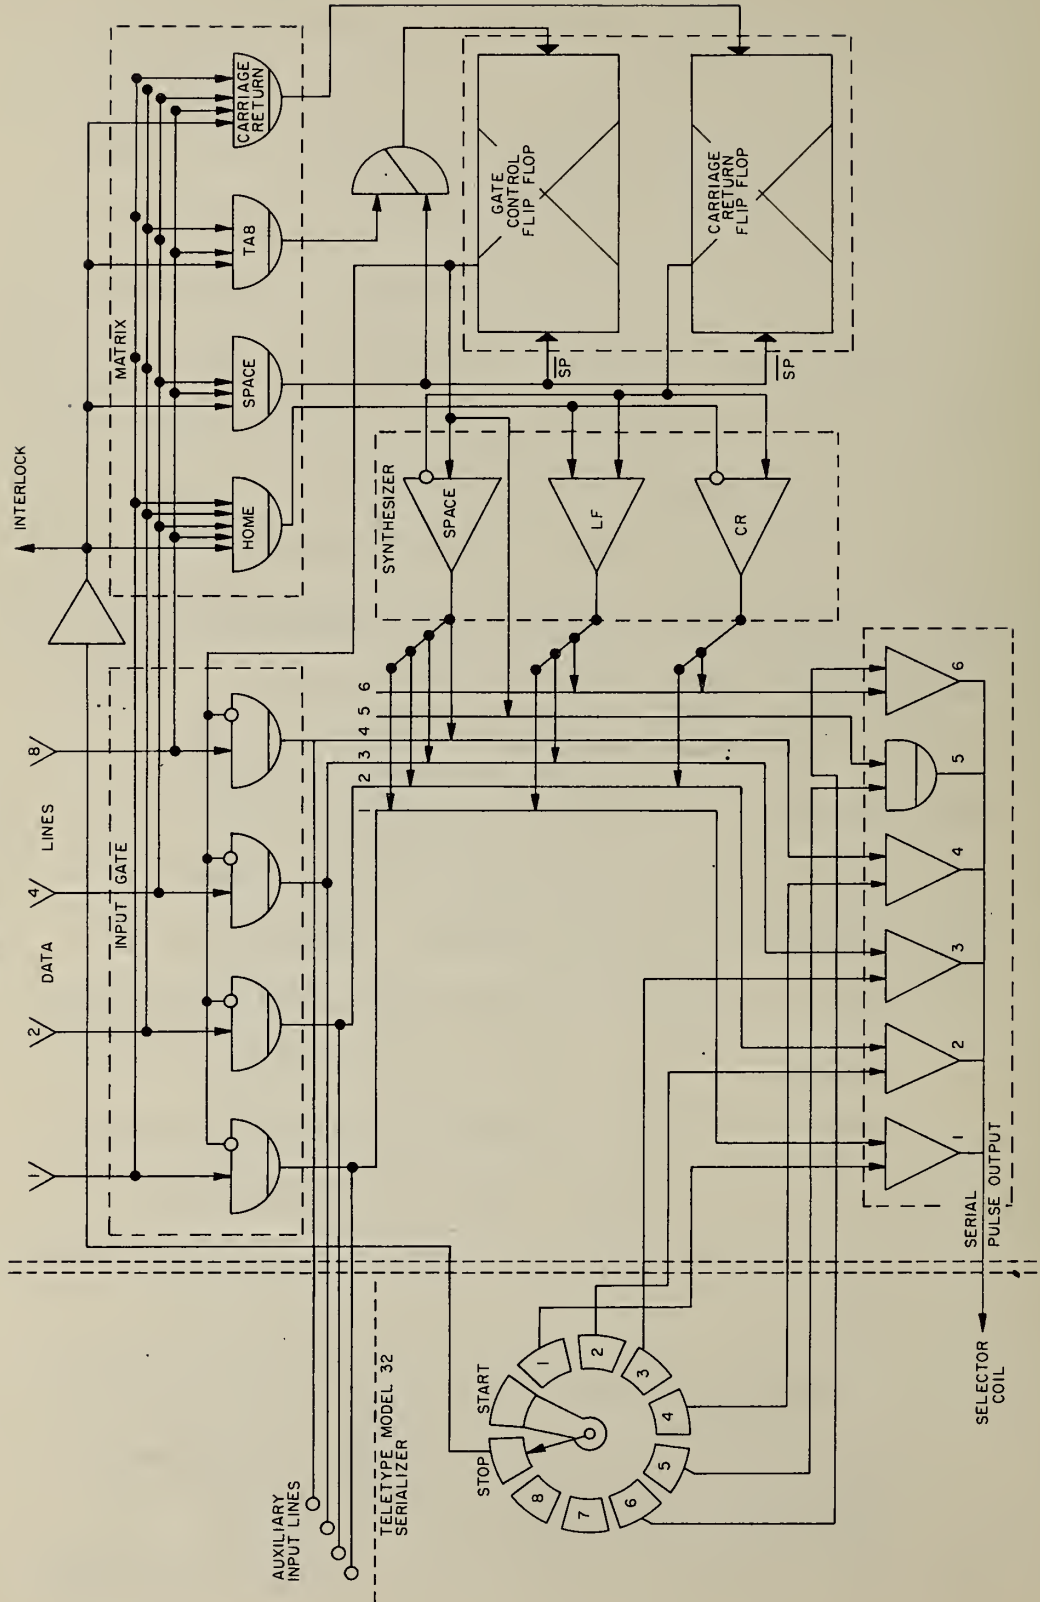 INTERLOCK
1
2
DATA
4
LINES
8
INPUT GATE
MATRIX
HOME
SPACE
TAB
CARRIAGE
RETURN
GATE
CONTROL
FLIP FLOP
CARRIAGE
RETURN
FLIP FLOP
SP
SP
SYNTHESIZER
SPACE
LF
CR
1
2
3
4
5
6
AUXILIARY
INPUT LINES
TELETYPE MODEL 32
SERIALIZER
STOP
START
1
2
3
4
5
6
7
8
1
2
3
4
5
6
SERIAL
PULSE OUTPUT
SELECTOR
COIL